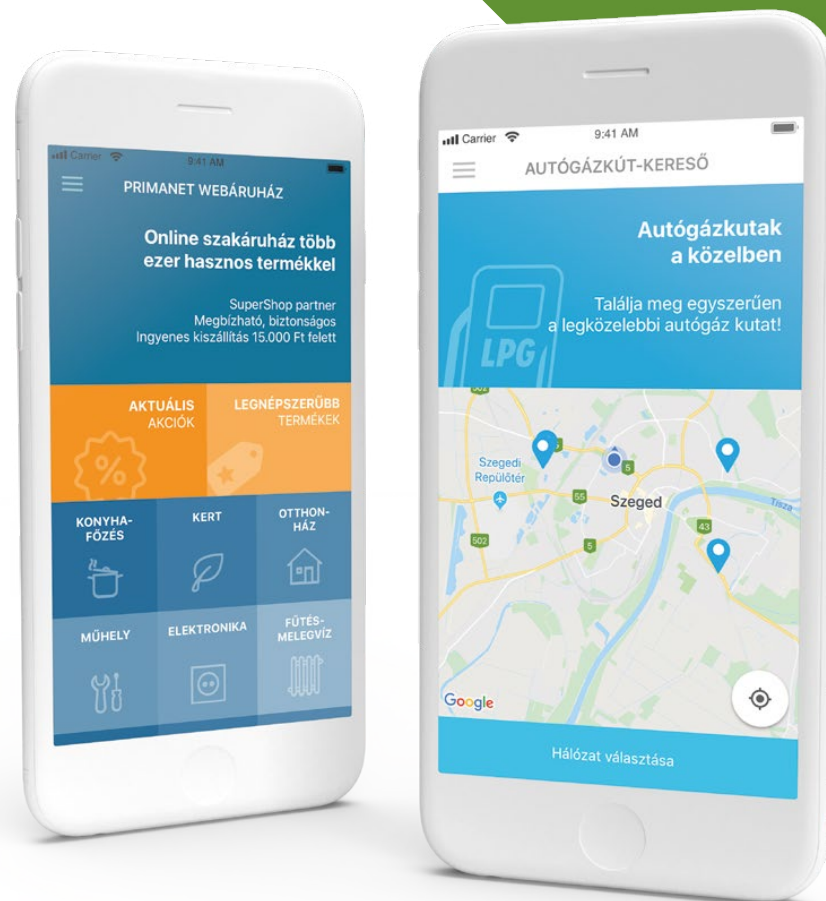 Carrier
9:41 AM
PRIMANET WEBÁRUHÁZ
Online szakáruház több
ezer hasznos termékkel
SuperShop partner
Megbízható, biztonságos
Ingyenes kiszállítás 15.000 Ft felett
AKTUÁLIS
AKCIÓK
LEGNÉPSZERŰBB
TERMÉKEK
%
KONYHA-
FŐZÉS
KERT
OTTHON-
HÁZ
MŰHELY
ELEKTRONIKA
FŰTÉS-
MELEGVÍZ
Carrier
9:41 AM
AUTÓGÁZKÚT-KERESŐ
Autógázkutak
a közelben
Találja meg egyszerűen
a legközelebbi autógáz kutat!
LPG
502
5
5
Szegedi
Repülőtér
55
Szeged
Tisza
43
502
5
Google
Hálózat választása